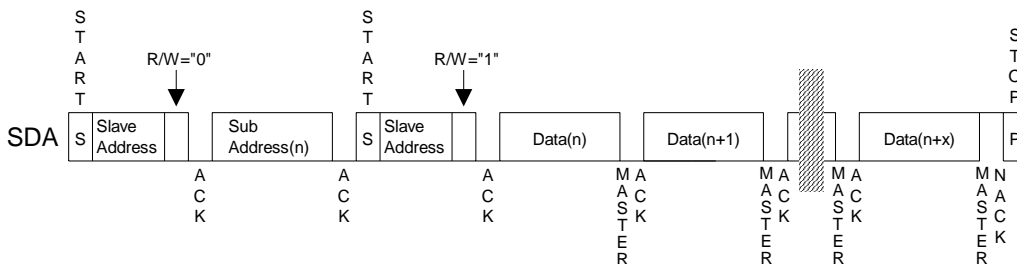 START
R/W="0"
START
R/W="1"
STOP
SDA
S
Slave
Address
Sub
Address(n)
S
Slave
Address
Data(n)
Data(n+1)
Data(n+x)
P
ACK
ACK
ACK
MASTER
ACK
MASTER
ACK
MASTER
ACK
MASTER
NACK